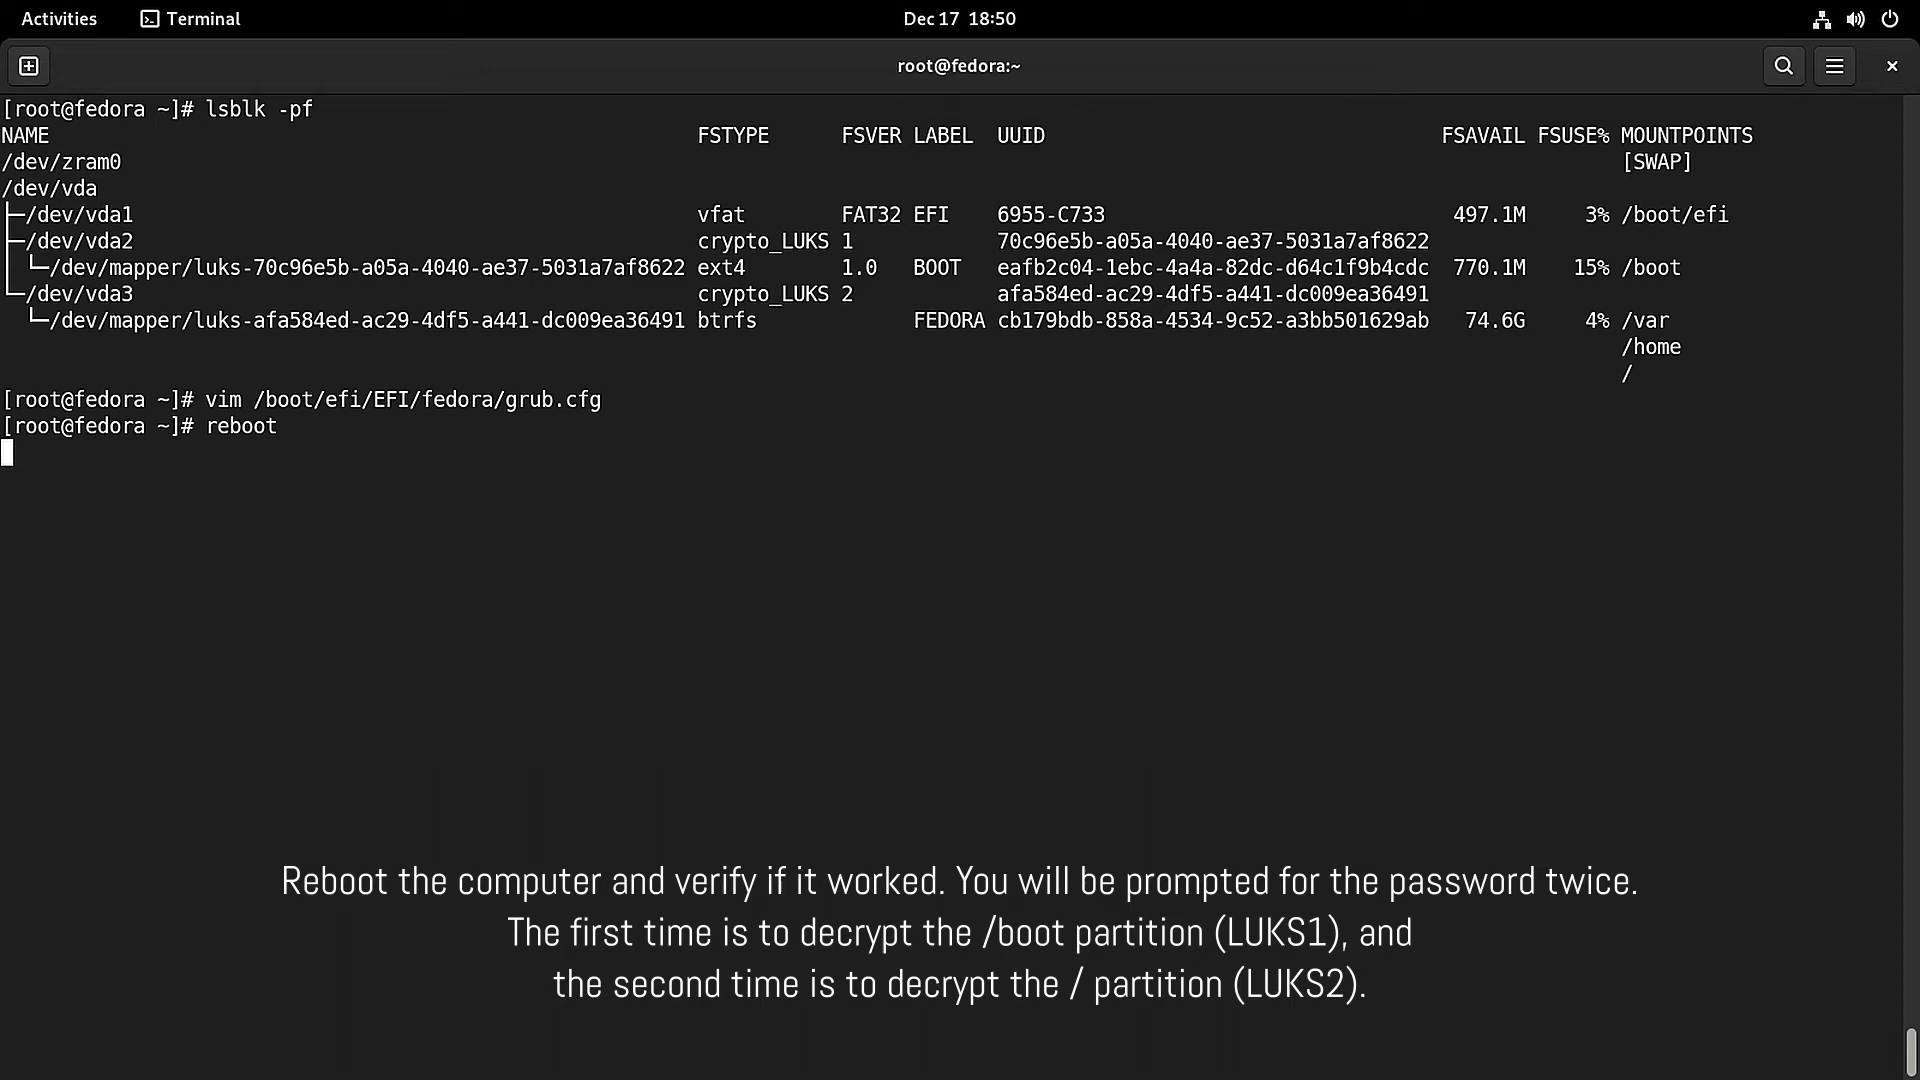 Activities Terminal Dec 17 18:50
root@fedora:~
[root@fedora ~]# lsblk -pf
NAME FSTYPE FSVER LABEL UUID FSAVAIL FSUSE% MOUNTPOINTS
/dev/zram0 [SWAP]
/dev/vda
├─/dev/vda1 vfat FAT32 EFI 6955-C733 497.1M 3% /boot/efi
├─/dev/vda2 crypto_LUKS 1 70c96e5b-a05a-4040-ae37-5031a7af8622
│ └─/dev/mapper/luks-70c96e5b-a05a-4040-ae37-5031a7af8622 ext4 1.0 BOOT eafb2c04-1ebc-4a4a-82dc-d64c1f9b4cdc 770.1M 15% /boot
└─/dev/vda3 crypto_LUKS 2 afa584ed-ac29-4df5-a441-dc009ea36491
  └─/dev/mapper/luks-afa584ed-ac29-4df5-a441-dc009ea36491 btrfs FEDORA cb179bdb-858a-4534-9c52-a3bb501629ab 74.6G 4% /var
/home
/
[root@fedora ~]# vim /boot/efi/EFI/fedora/grub.cfg
[root@fedora ~]# reboot
Reboot the computer and verify if it worked. You will be prompted for the password twice.
The first time is to decrypt the /boot partition (LUKS1), and
the second time is to decrypt the / partition (LUKS2).